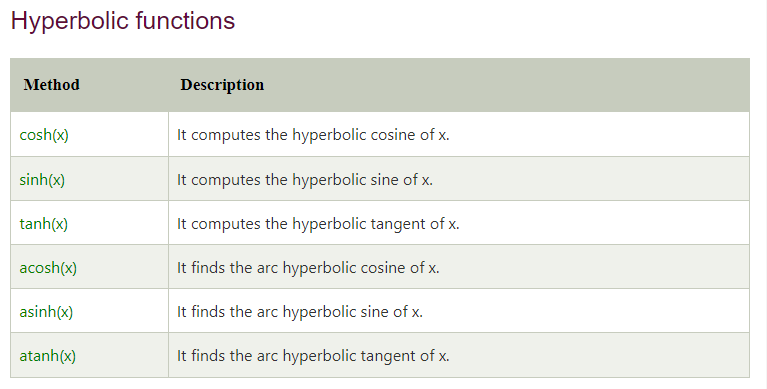 Hyperbolic functions
Method Description
cosh(x) It computes the hyperbolic cosine of x.
sinh(x) It computes the hyperbolic sine of x.
tanh(x) It computes the hyperbolic tangent of x.
acosh(x) It finds the arc hyperbolic cosine of x.
asinh(x) It finds the arc hyperbolic sine of x.
atanh(x) It finds the arc hyperbolic tangent of x.